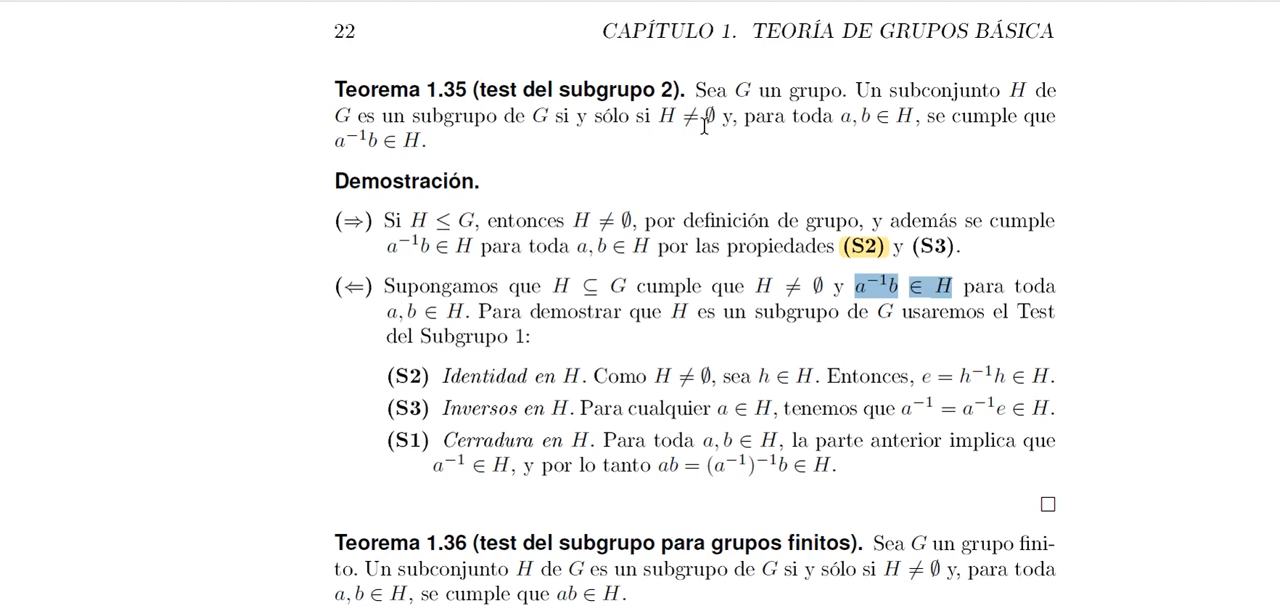 22 CAPÍTULO 1. TEORÍA DE GRUPOS BÁSICA
Teorema 1.35 (test del subgrupo 2). Sea G un grupo. Un subconjunto H de
G es un subgrupo de G si y sólo si H ≠ ∅ y, para toda a, b ∈ H, se cumple que
a⁻¹b ∈ H.
Demostración.
(⇒) Si H ≤ G, entonces H ≠ ∅, por definición de grupo, y además se cumple
a⁻¹b ∈ H para toda a, b ∈ H por las propiedades (S2) y (S3).
(⇐) Supongamos que H ⊆ G cumple que H ≠ ∅ y a⁻¹b ∈ H para toda
a, b ∈ H. Para demostrar que H es un subgrupo de G usaremos el Test
del Subgrupo 1:
(S2) Identidad en H. Como H ≠ ∅, sea h ∈ H. Entonces, e = h⁻¹h ∈ H.
(S3) Inversos en H. Para cualquier a ∈ H, tenemos que a⁻¹ = a⁻¹e ∈ H.
(S1) Cerradura en H. Para toda a, b ∈ H, la parte anterior implica que
a⁻¹ ∈ H, y por lo tanto ab = (a⁻¹)⁻¹b ∈ H.
□
Teorema 1.36 (test del subgrupo para grupos finitos). Sea G un grupo fini-
to. Un subconjunto H de G es un subgrupo de G si y sólo si H ≠ ∅ y, para toda
a, b ∈ H, se cumple que ab ∈ H.